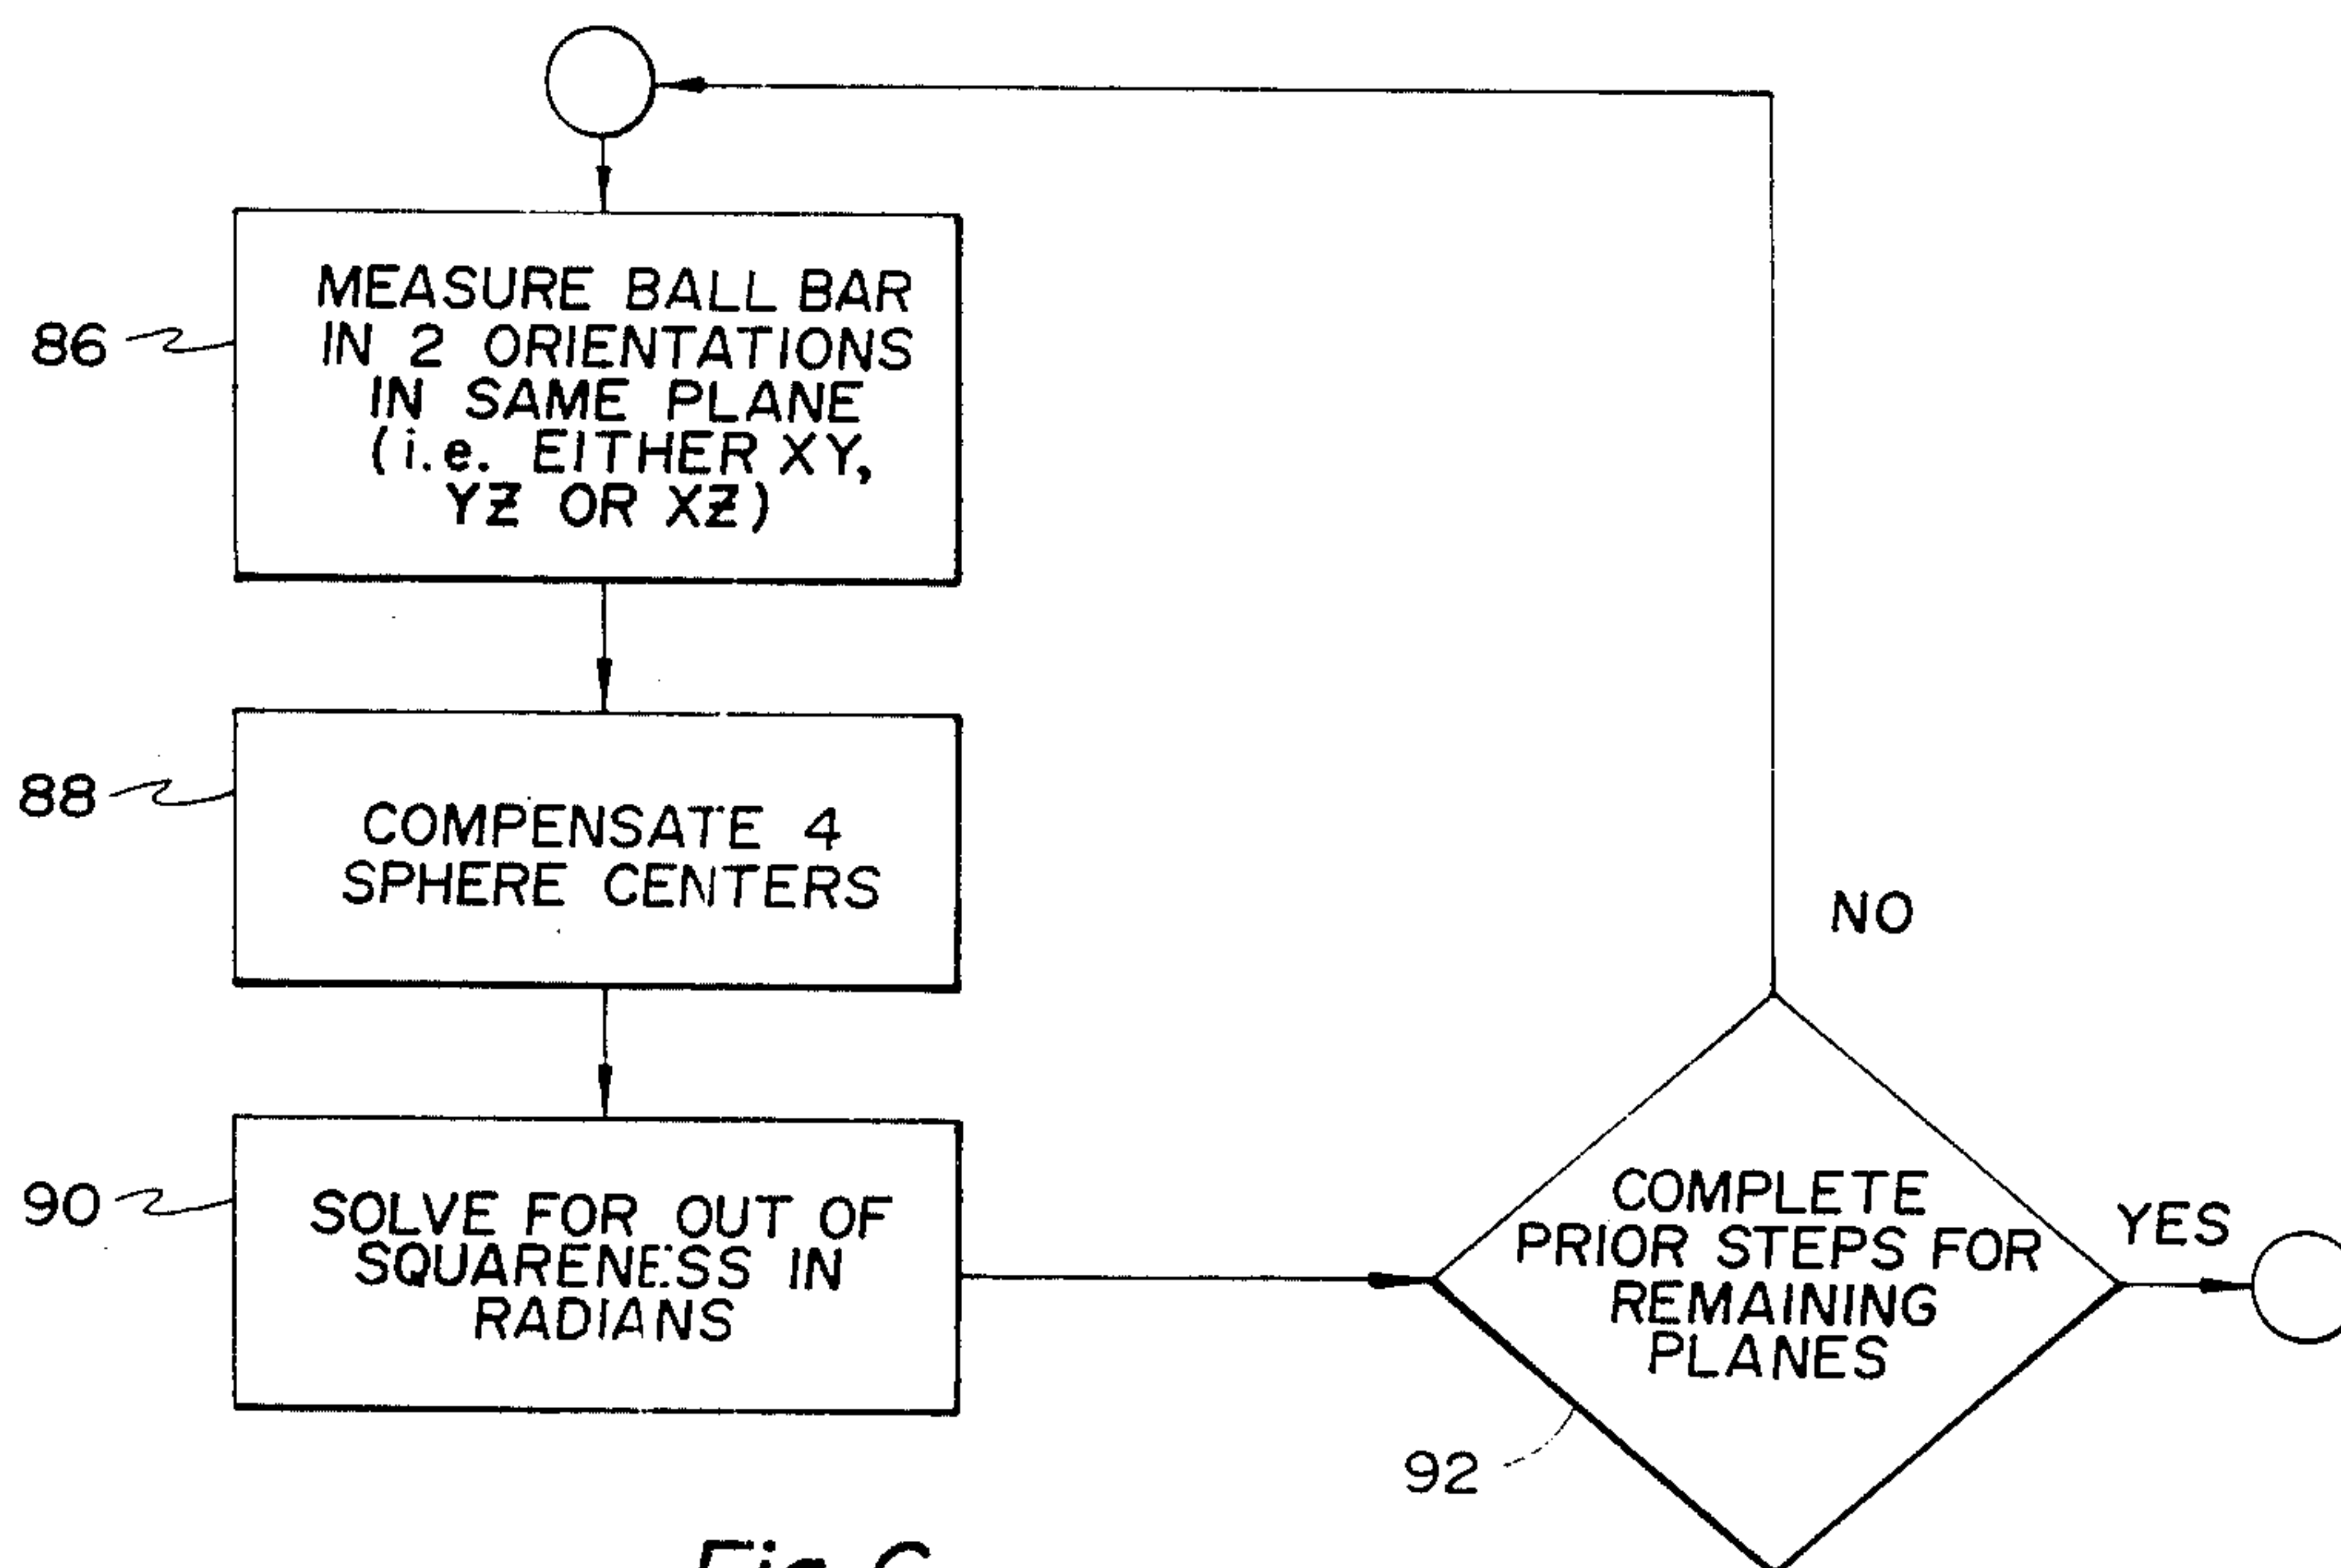 86
MEASURE BALL BAR
IN 2 ORIENTATIONS
IN SAME PLANE
(i.e. EITHER XY,
YZ OR XZ)
88
COMPENSATE 4
SPHERE CENTERS
NO
90
SOLVE FOR OUT OF
SQUARENESS IN
RADIANS
COMPLETE
PRIOR STEPS FOR
REMAINING
PLANES
YES
92
Fig.